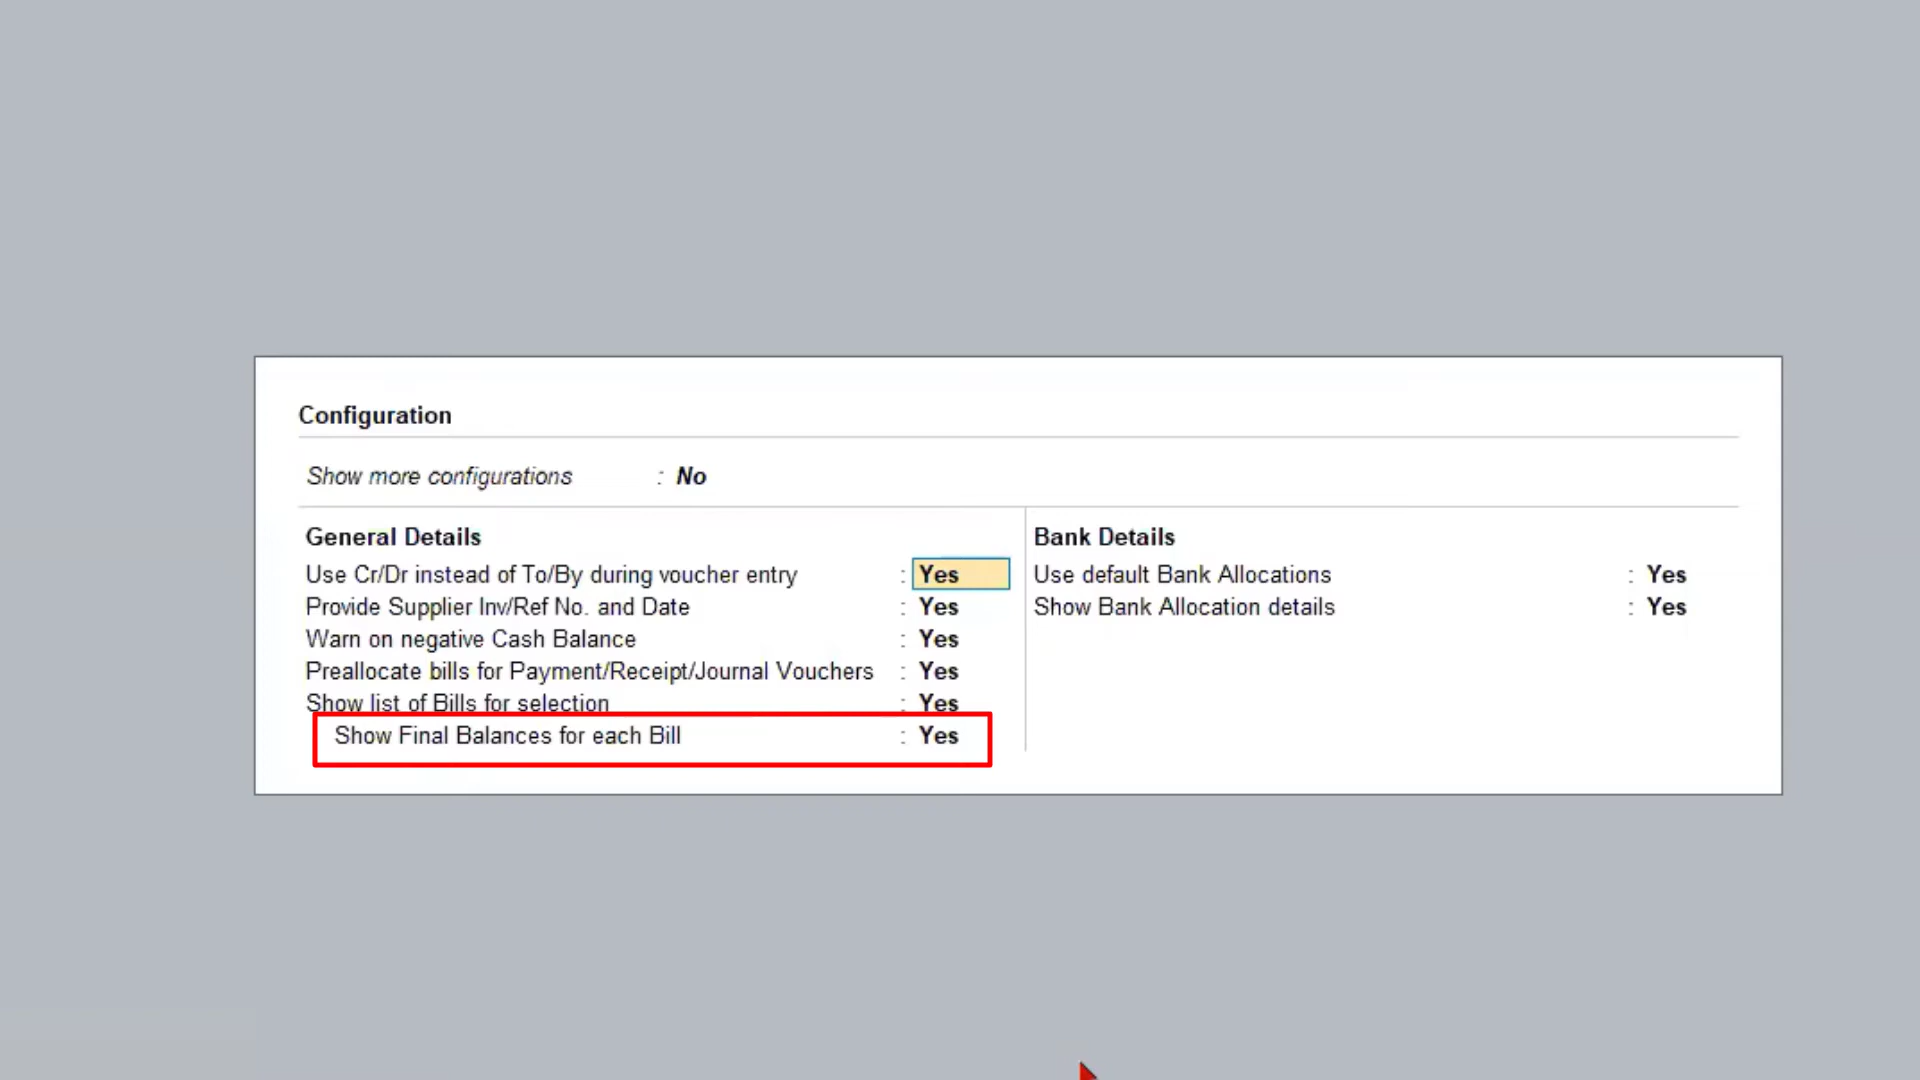 Configuration
Show more configurations : No
General Details
Use Cr/Dr instead of To/By during voucher entry : Yes
Provide Supplier Inv/Ref No. and Date : Yes
Warn on negative Cash Balance : Yes
Preallocate bills for Payment/Receipt/Journal Vouchers : Yes
Show list of Bills for selection : Yes
Show Final Balances for each Bill : Yes
Bank Details
Use default Bank Allocations : Yes
Show Bank Allocation details : Yes